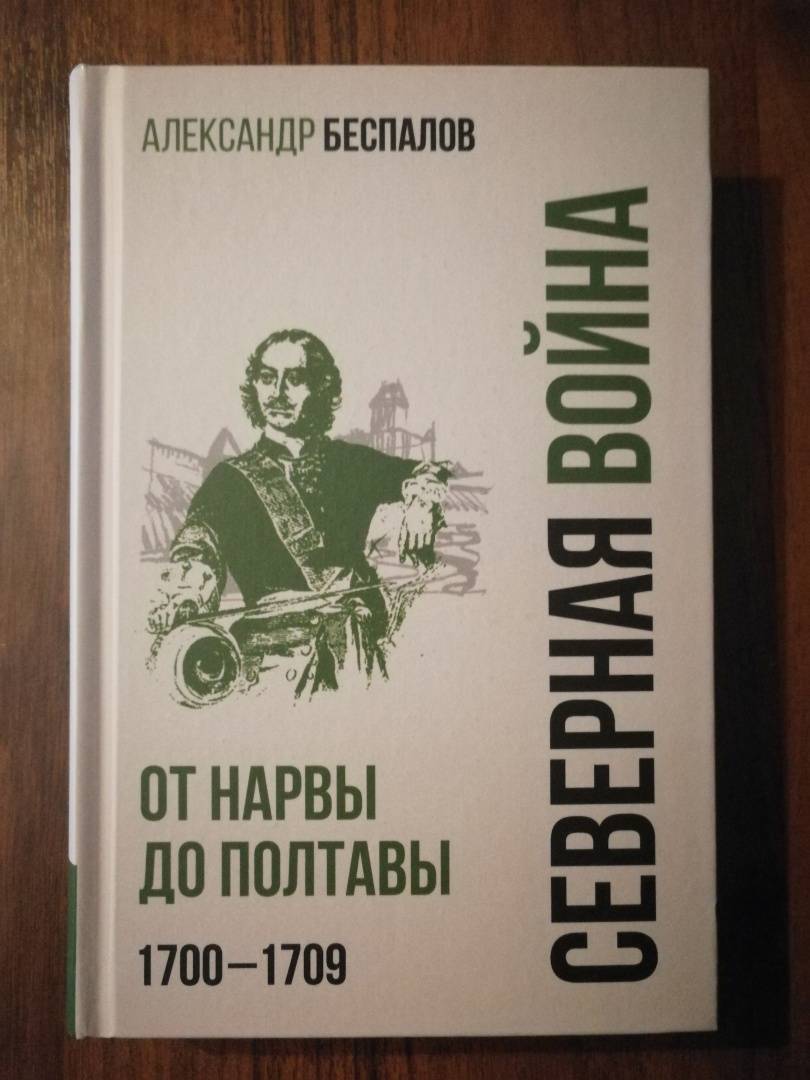 АЛЕКСАНДР БЕСПАЛОВ
СЕВЕРНАЯ ВОЙНА
ОТ НАРВЫ
ДО ПОЛТАВЫ
1700–1709